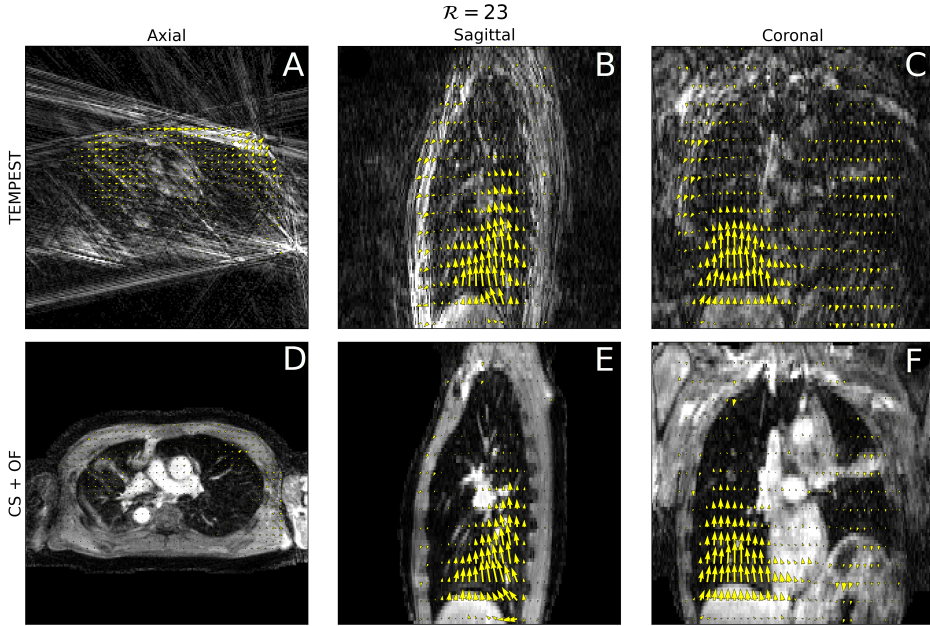 R = 23
Axial
Sagittal
Coronal
TEMPEST
A
B
C
CS + OF
D
E
F